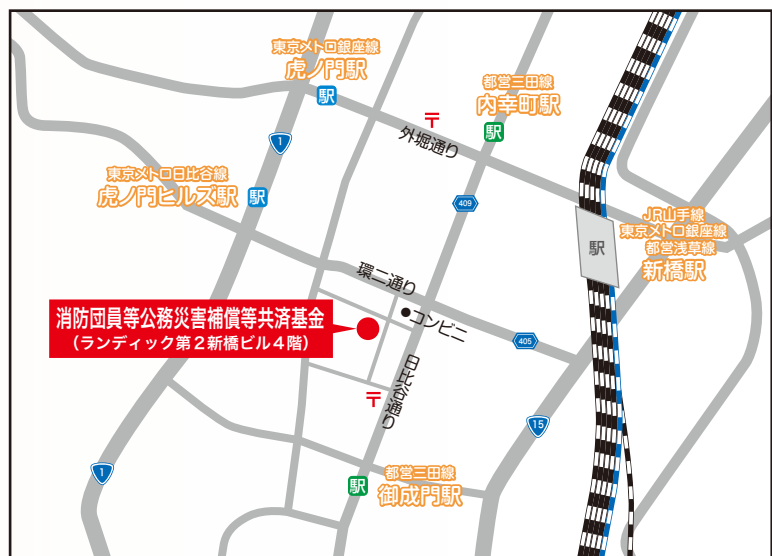 東京メトロ銀座線
虎ノ門駅
駅
都営三田線
内幸町駅
駅
外堀通り
1
東京メトロ日比谷線
虎ノ門ヒルズ駅
駅
409
JR山手線
東京メトロ銀座線
都営浅草線
新橋駅
駅
環二通り
消防団員等公務災害補償等共済基金
(ランディック第2新橋ビル4階)
コンビニ
405
日比谷通り
15
1
駅
都営三田線
御成門駅